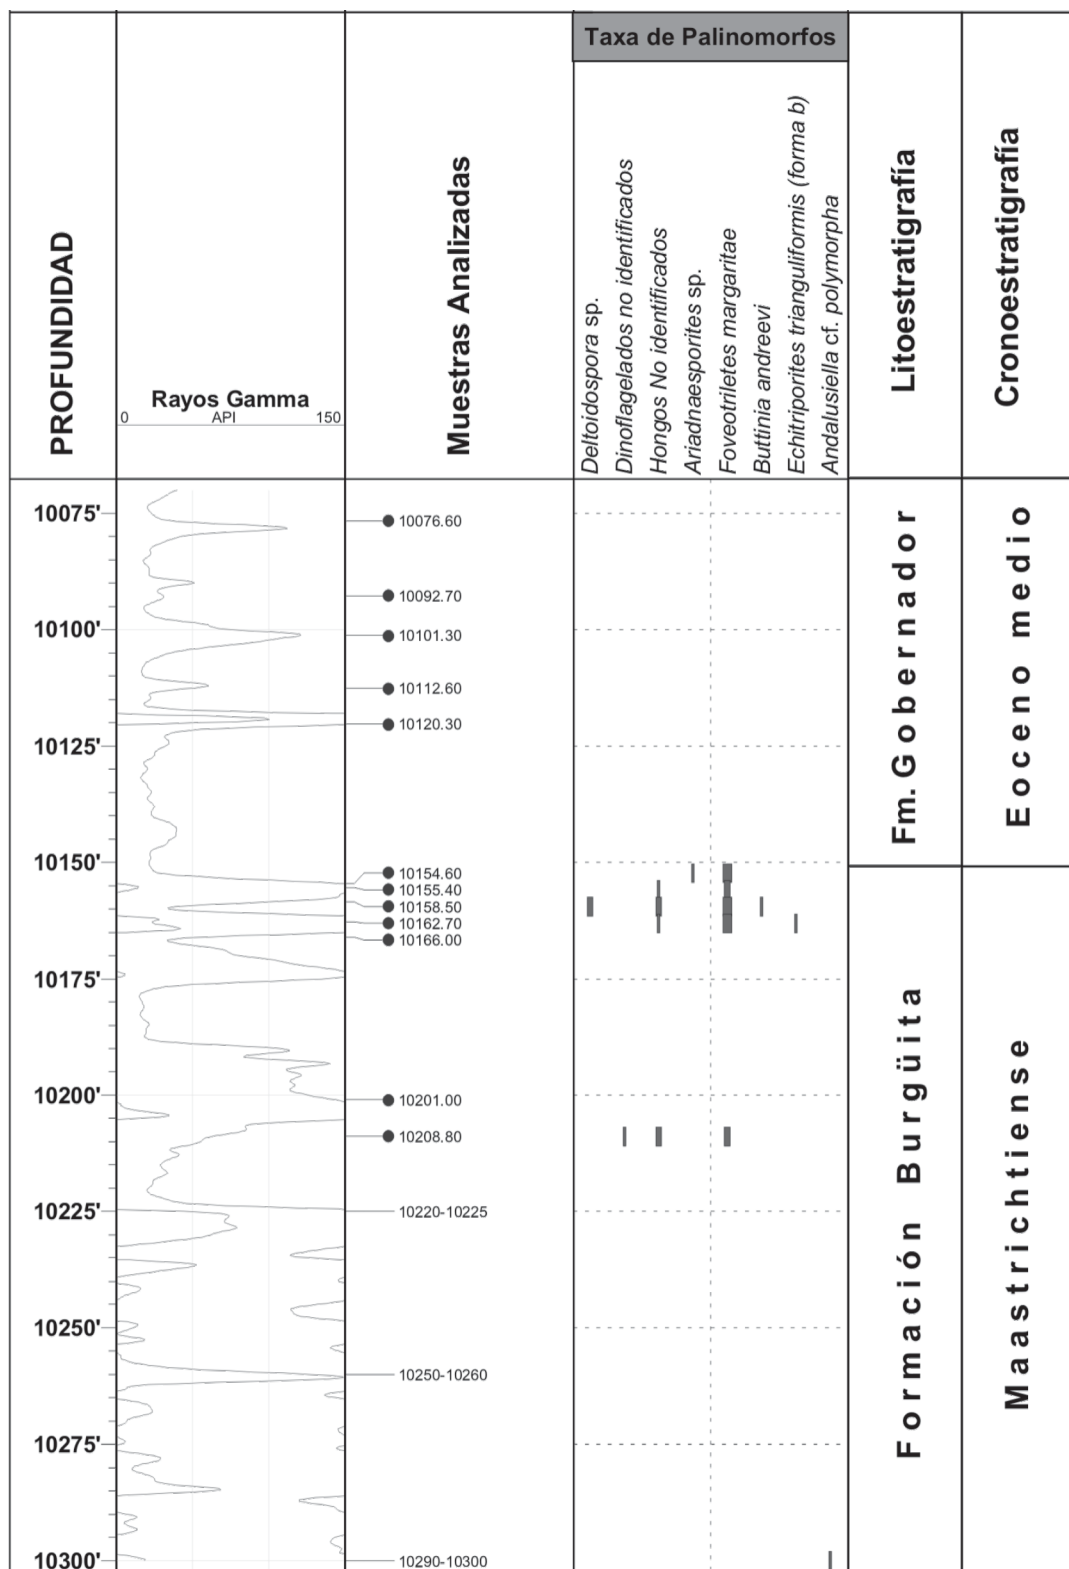 Taxa de Palinomorfos
PROFUNDIDAD
Rayos Gamma
0 API 150
Muestras Analizadas
Deltoidospora sp.
Dinoflagelados no identificados
Hongos No identificados
Ariadnaesporites sp.
Foveotriletes margaritae
Buttinia andreevi
Echitriporites trianguliformis (forma b)
Andalusiella cf. polymorpha
Litoestratigrafía
Cronoestratigrafía
10075'
10100'
10125'
10150'
10175'
10200'
10225'
10250'
10275'
10300'
10076.60
10092.70
10101.30
10112.60
10120.30
10154.60
10155.40
10158.50
10162.70
10166.00
10201.00
10208.80
10220-10225
10250-10260
10290-10300
Fm. Gobernador
Formación Burgüita
Eoceno medio
Maastrichtiense